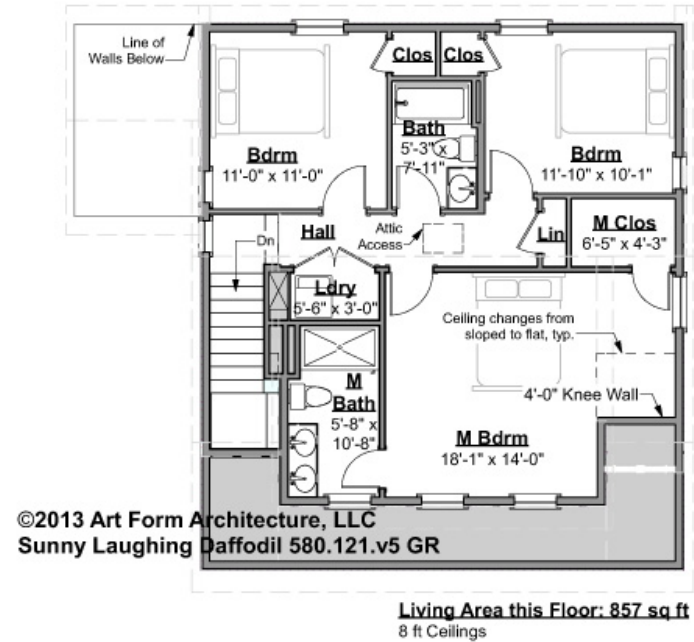 Line of
Walls Below
Clos
Clos
Bath
5'-3" x
7'-11"
Bdrm
11'-0" x 11'-0"
Bdrm
11'-10" x 10'-1"
Dn
Hall
Attic
Access
Lin
M Clos
6'-5" x 4'-3"
Ldry
5'-6" x 3'-0"
Ceiling changes from
sloped to flat, typ.
M
Bath
5'-8" x
10'-8"
4'-0" Knee Wall
M Bdrm
18'-1" x 14'-0"
©2013 Art Form Architecture, LLC
Sunny Laughing Daffodil 580.121.v5 GR
Living Area this Floor: 857 sq ft
8 ft Ceilings